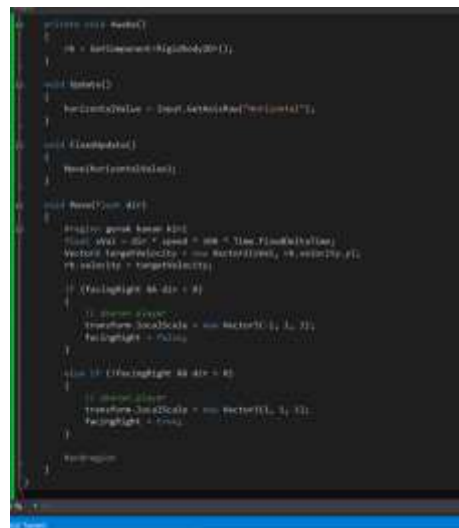 private void Awake()
{
rb = GetComponent<Rigidbody2D>();
}
void Update()
{
horizontalValue = Input.GetAxisRaw("Horizontal");
}
void FixedUpdate()
{
Move(horizontalValue);
}
void Move(float dir)
{
#region gerak kanan kiri
float xVal = dir * speed * 100 * Time.fixedDeltaTime;
Vector2 targetVelocity = new Vector2(xVal, rb.velocity.y);
rb.velocity = targetVelocity;
if (facingRight && dir < 0)
{
player
transform.localScale = new Vector3(-1, 1, 1);
facingRight = false;
}
else if (!facingRight && dir > 0)
{
player
transform.localScale = new Vector3(1, 1, 1);
facingRight = true;
}
#endregion
}
}